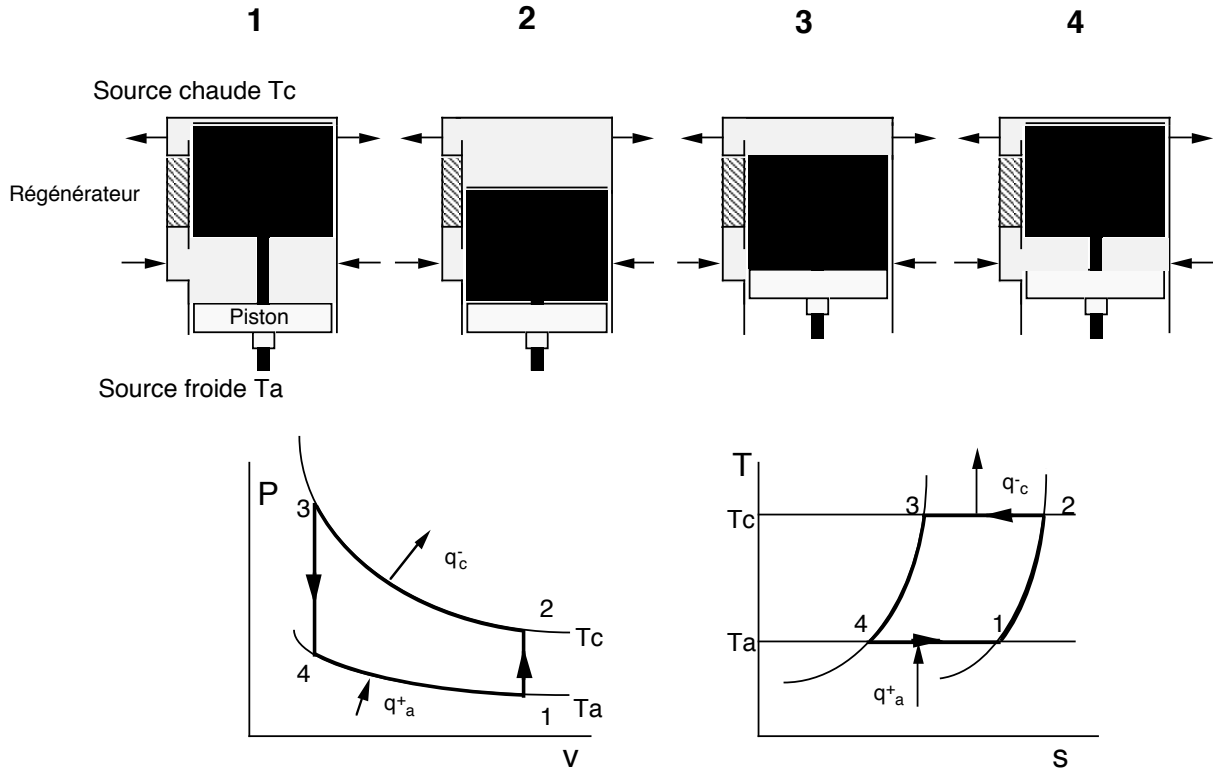 1 2 3 4
Source chaude Tc
Régénérateur
Piston
Source froide Ta
P
3
q-c
2
Tc
4
q+a
1
Ta
v
T
q-c
3
2
Tc
4
1
Ta
q+a
s